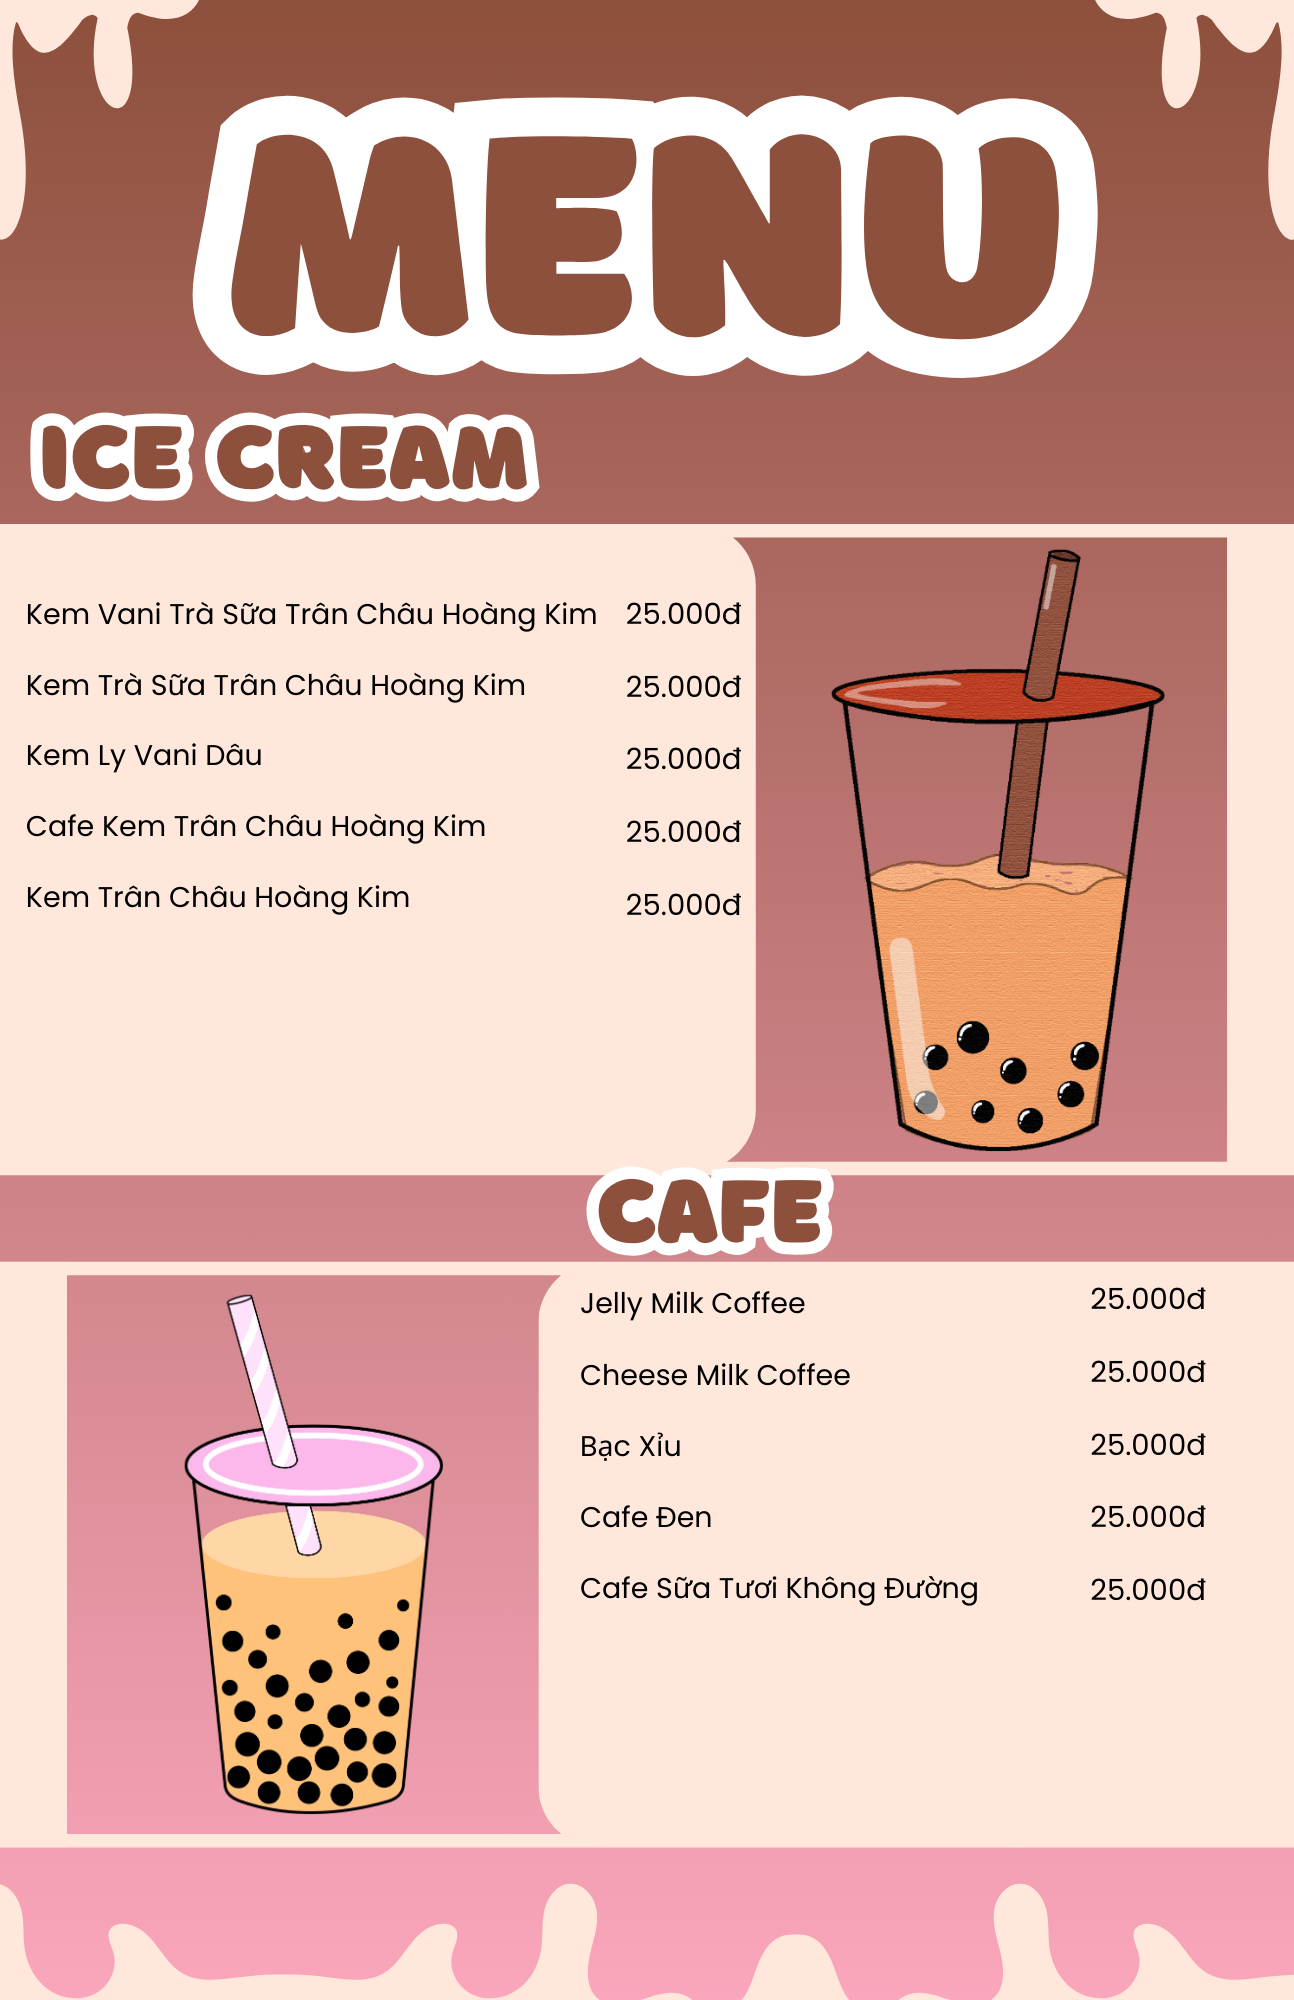 MENU
ICE CREAM
Kem Vani Trà Sữa Trân Châu Hoàng Kim 25.000đ
Kem Trà Sữa Trân Châu Hoàng Kim 25.000đ
Kem Ly Vani Dâu 25.000đ
Cafe Kem Trân Châu Hoàng Kim 25.000đ
Kem Trân Châu Hoàng Kim 25.000đ
CAFE
Jelly Milk Coffee 25.000đ
Cheese Milk Coffee 25.000đ
Bạc Xỉu 25.000đ
Cafe Đen 25.000đ
Cafe Sữa Tươi Không Đường 25.000đ